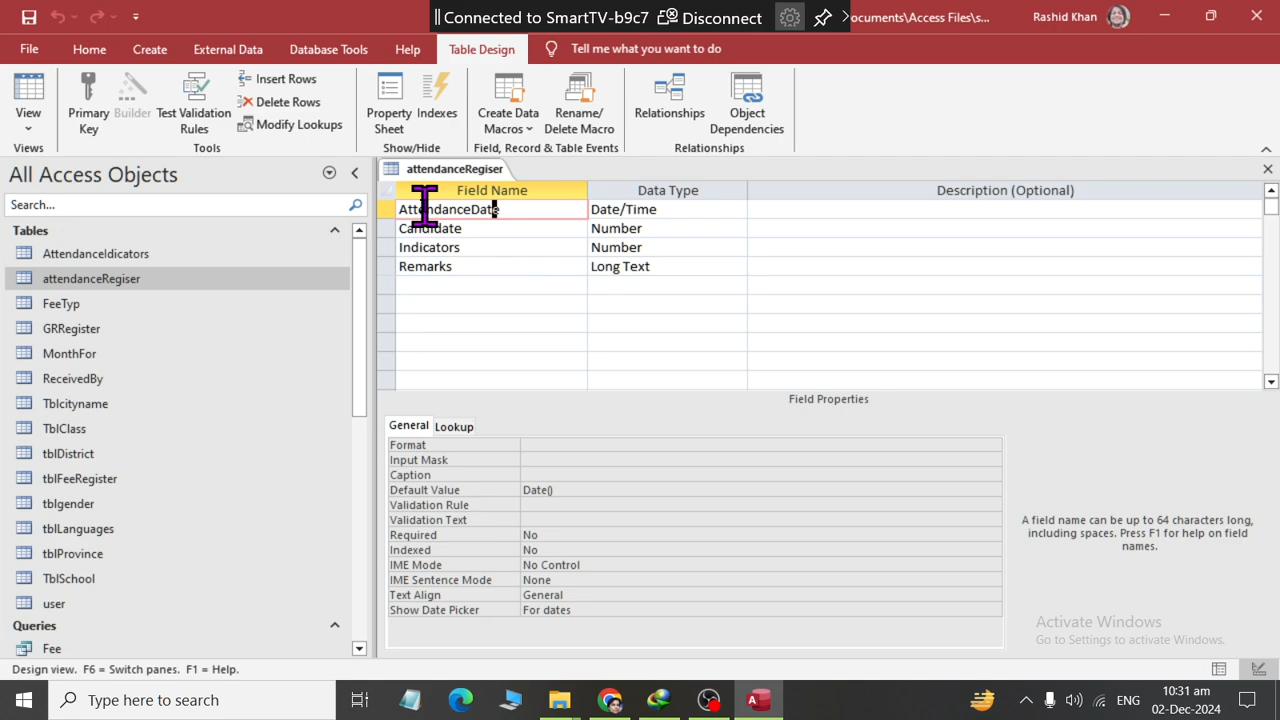 Connected to SmartTV-b9c7 Disconnect
ocuments\Access Files\s...
Rashid Khan
File Home Create External Data Database Tools Help Table Design Tell me what you want to do
View
Primary Key
Builder
Test Validation Rules
Insert Rows
Delete Rows
Modify Lookups
Property Sheet
Indexes
Create Data Macros
Rename/ Delete Macro
Relationships
Object Dependencies
Views
Tools
Show/Hide
Field, Record & Table Events
Relationships
All Access Objects
Search...
Tables
AttendanceIdicators
attendanceRegiser
FeeTyp
GRRegister
MonthFor
ReceivedBy
Tblcityname
TblClass
tblDistrict
tblFeeRegister
tblgender
tblLanguages
tblProvince
TblSchool
user
Queries
Fee
attendanceRegiser
Field Name Data Type Description (Optional)
AttendanceDate Date/Time
Candidate Number
Indicators Number
Remarks Long Text
Field Properties
General Lookup
Format
Input Mask
Caption
Default Value Date()
Validation Rule
Validation Text
Required No
Indexed No
IME Mode No Control
IME Sentence Mode None
Text Align General
Show Date Picker For dates
A field name can be up to 64 characters long,
including spaces. Press F1 for help on field
names.
Activate Windows
Go to Settings to activate Windows.
Design view. F6 = Switch panes. F1 = Help.
Type here to search
ENG
10:31 am
02-Dec-2024